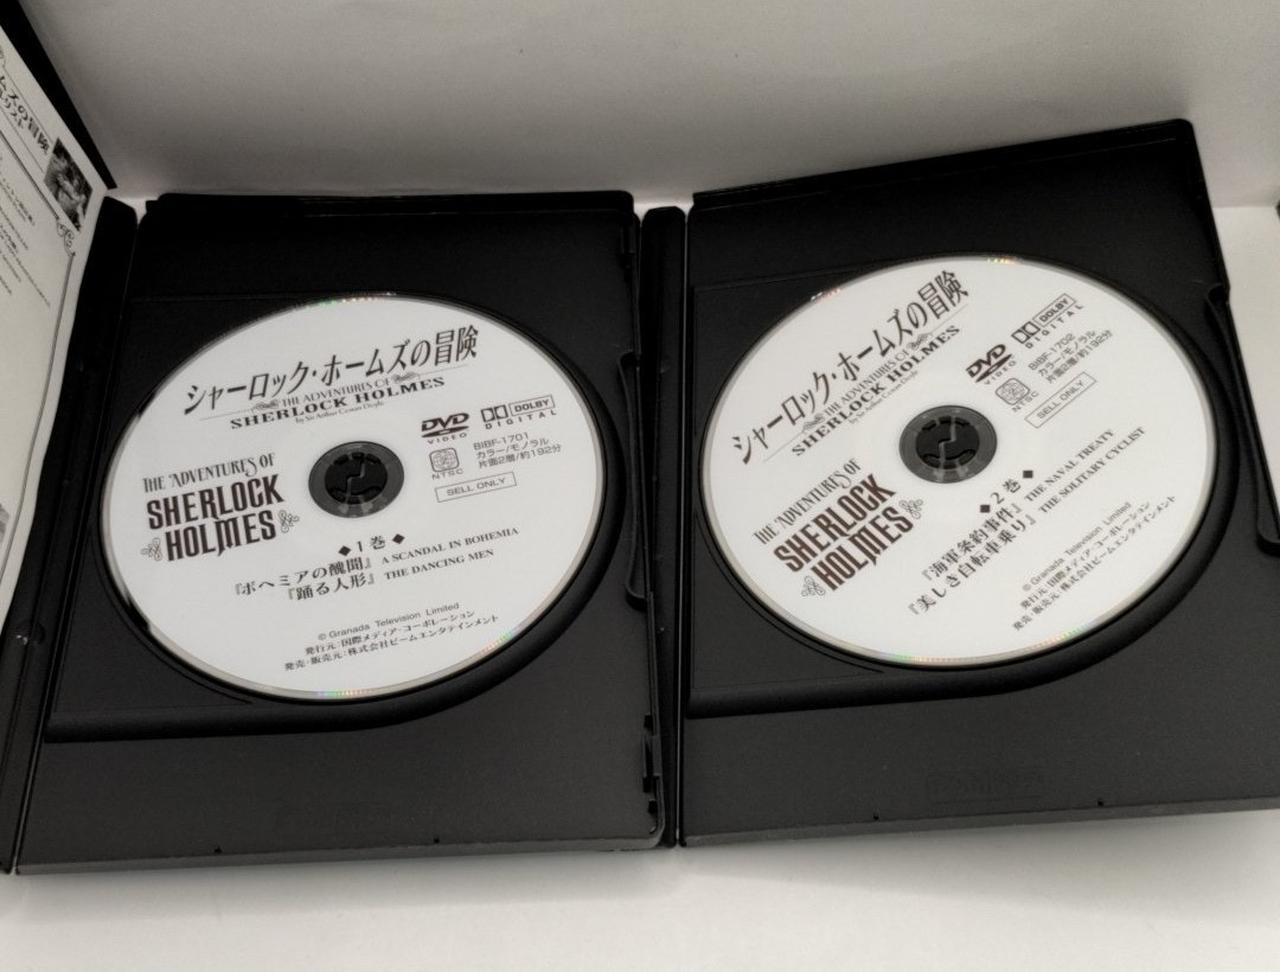 ムズの冒険
リスト
シャーロック・ホームズの冒険
THE ADVENTURES OF
SHERLOCK HOLMES
by Sir Arthur Conan Doyle
DVD
VIDEO
DOLBY
DIGITAL
NTSC
BIBF-1701
カラー/モノラル
片面2層/約192分
SELL ONLY
THE ADVENTURES OF
SHERLOCK
HOLMES
◆1巻◆
『ボヘミアの醜聞』 A SCANDAL IN BOHEMIA
『踊る人形』 THE DANCING MEN
© Granada Television Limited
発行元:国際メディア・コーポレーション
発売・販売元:株式会社ビームエンタテインメント
シャーロック・ホームズの冒険
THE ADVENTURES OF
SHERLOCK HOLMES
by Sir Arthur Conan Doyle
DVD
VIDEO
DOLBY
DIGITAL
NTSC
BIBF-1702
カラー/モノラル
片面2層/約192分
SELL ONLY
THE ADVENTURES OF
SHERLOCK
HOLMES
◆2巻◆
『海軍条約事件』 THE NAVAL TREATY
『美しき自転車乗り』 THE SOLITARY CYCLIST
© Granada Television Limited
発行元:国際メディア・コーポレーション
発売・販売元:株式会社ビームエンタテインメント